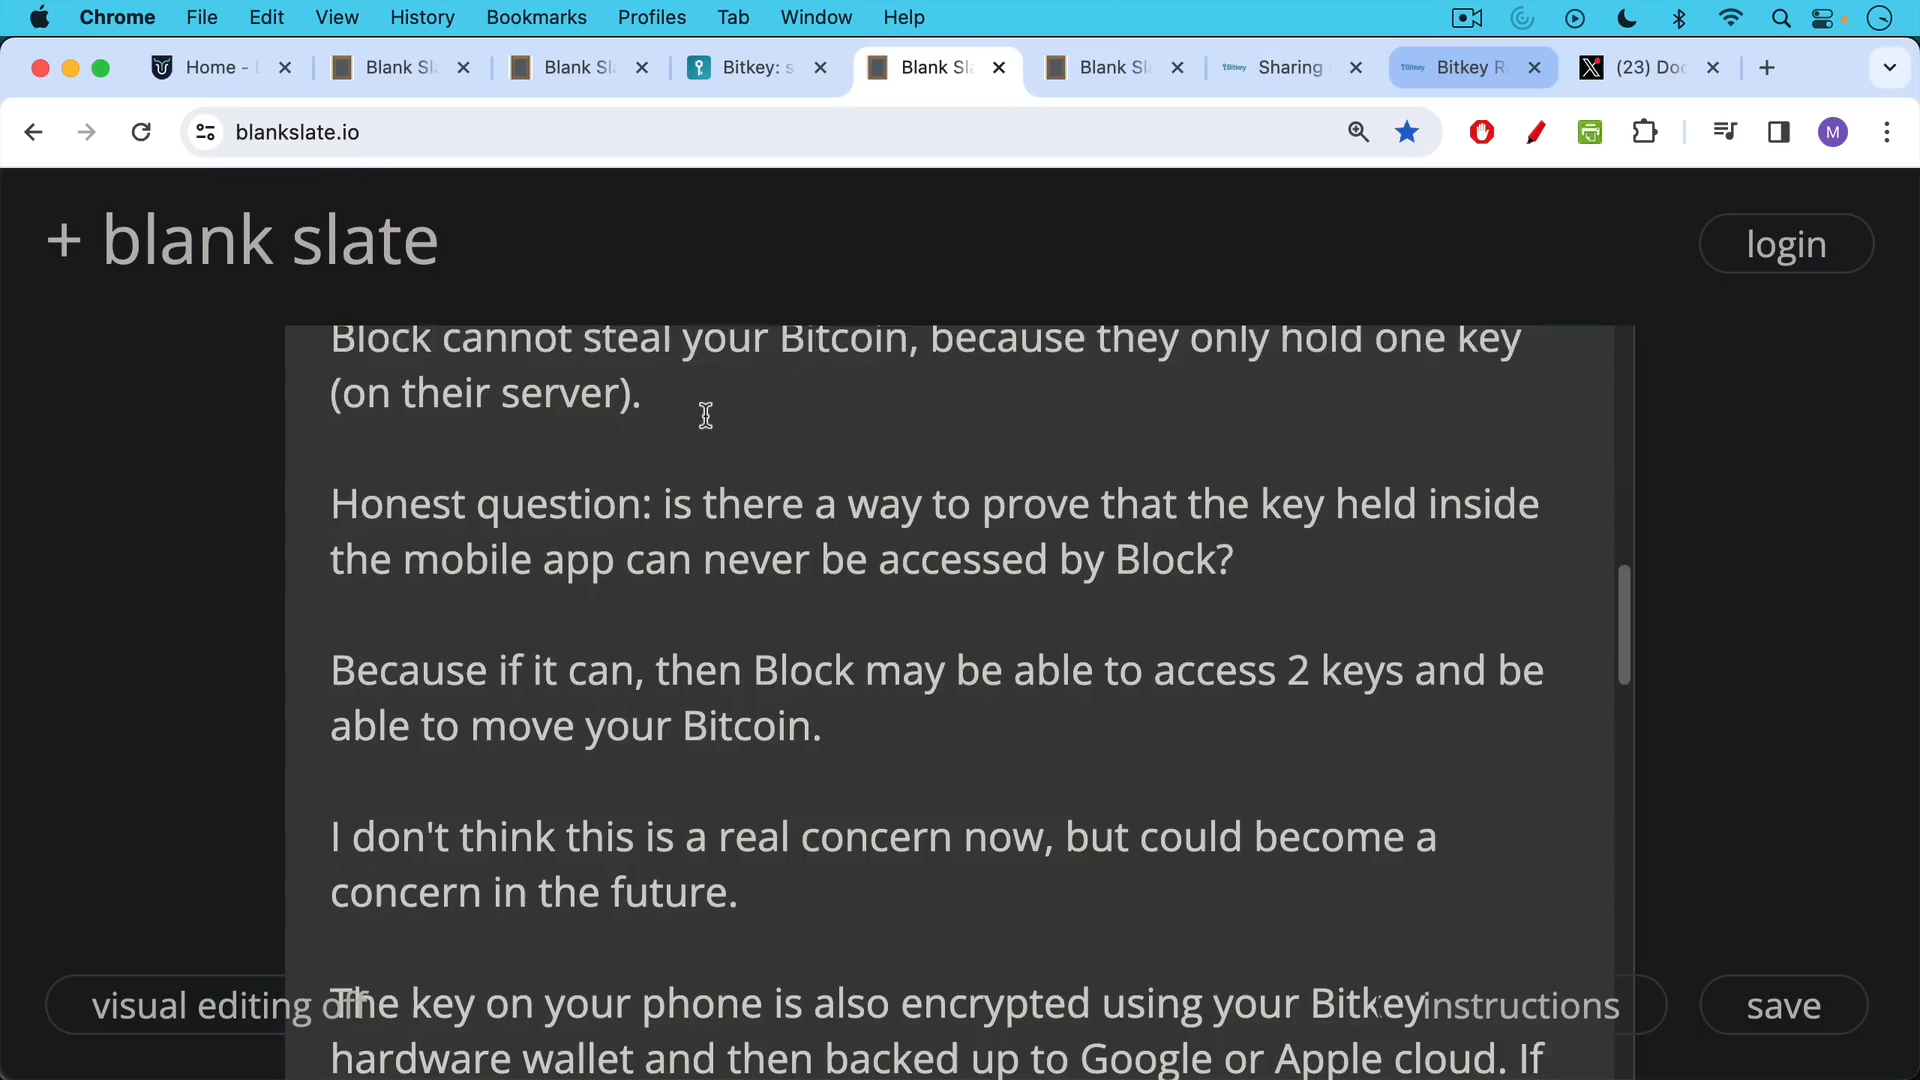 Chrome File Edit View History Bookmarks Profiles Tab Window Help
Home - Blank Sl Blank Sl Bitkey: s Blank Sl Blank Sl Bitkey Sharing Bitkey Bitkey R (23) Doc
blankslate.io M
+ blank slate login
Block cannot steal your Bitcoin, because they only hold one key
(on their server).
Honest question: is there a way to prove that the key held inside
the mobile app can never be accessed by Block?
Because if it can, then Block may be able to access 2 keys and be
able to move your Bitcoin.
I don't think this is a real concern now, but could become a
concern in the future.
The key on your phone is also encrypted using your Bitkey
hardware wallet and then backed up to Google or Apple cloud. If
visual editing off instructions save